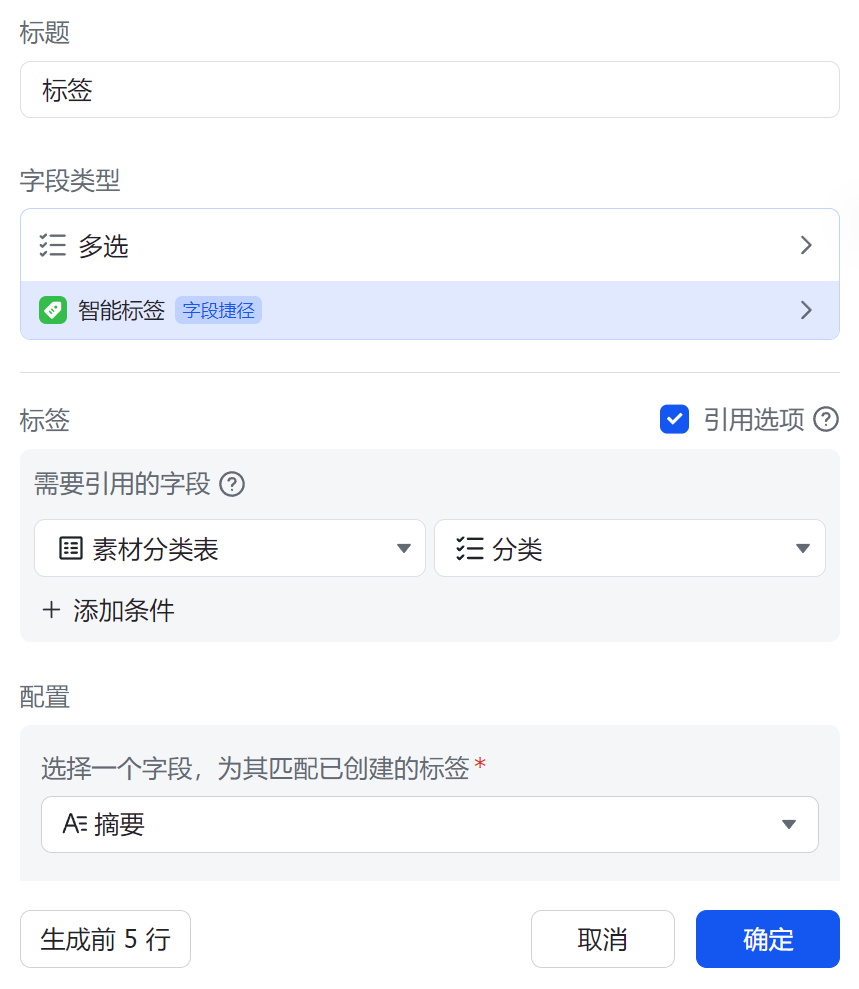 标题
标签
字段类型
多选
智能标签 字段捷径
标签 引用选项
需要引用的字段
素材分类表 分类
+ 添加条件
配置
选择一个字段，为其匹配已创建的标签*
摘要
生成前 5 行 取消 确定